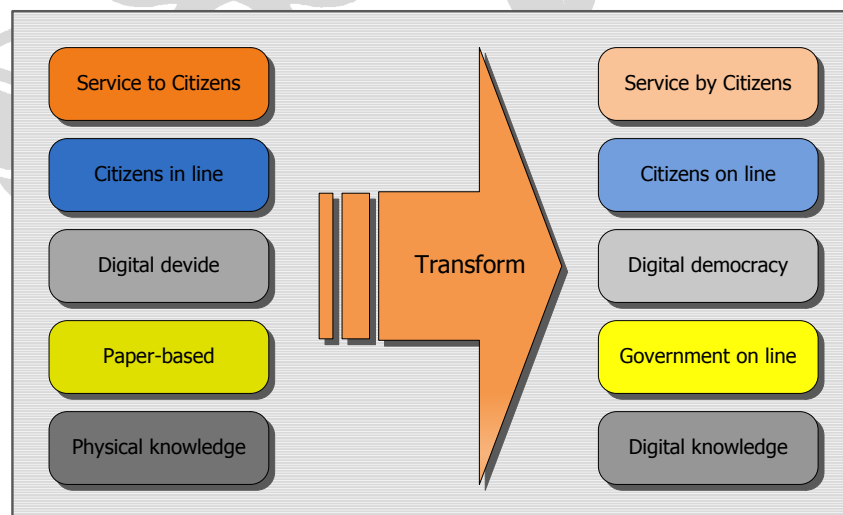 Service to Citizens
Service by Citizens
Citizens in line
Citizens on line
Digital devide
Transform
Digital democracy
Paper-based
Government on line
Physical knowledge
Digital knowledge